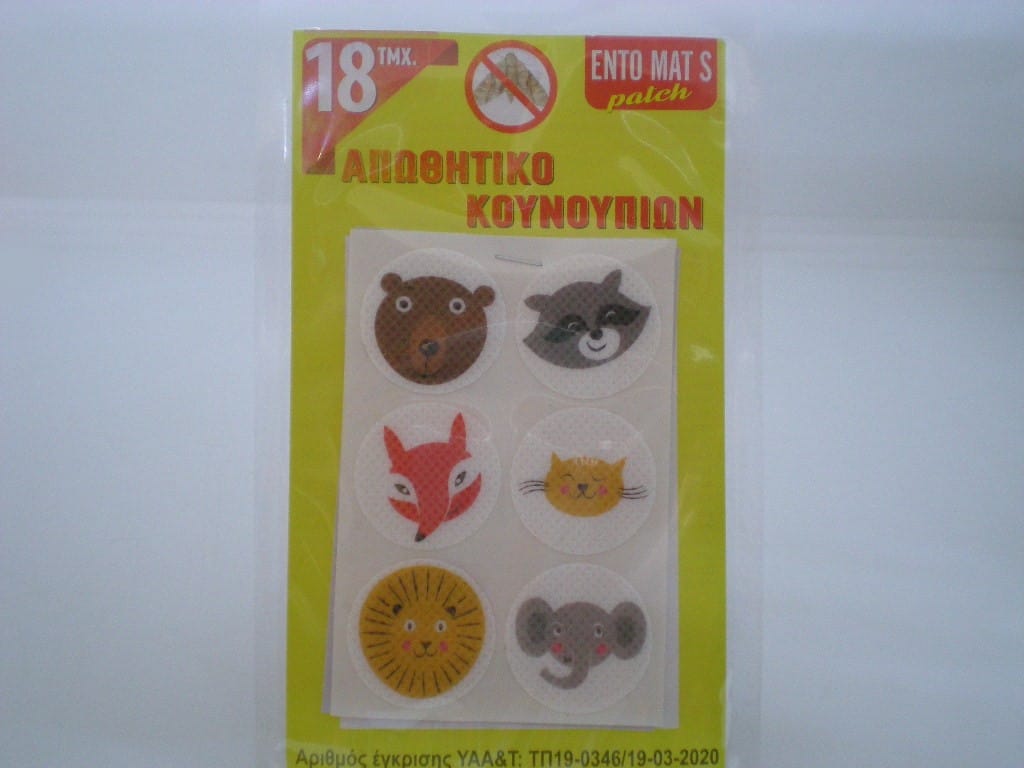 18 ΤΜΧ.
ENTO MAT S
patch
ΑΠΩΘΗΤΙΚΟ
ΚΟΥΝΟΥΠΙΩΝ
Αριθμός έγκρισης ΥΑΑ&Τ: ΤΠ19-0346/19-03-2020